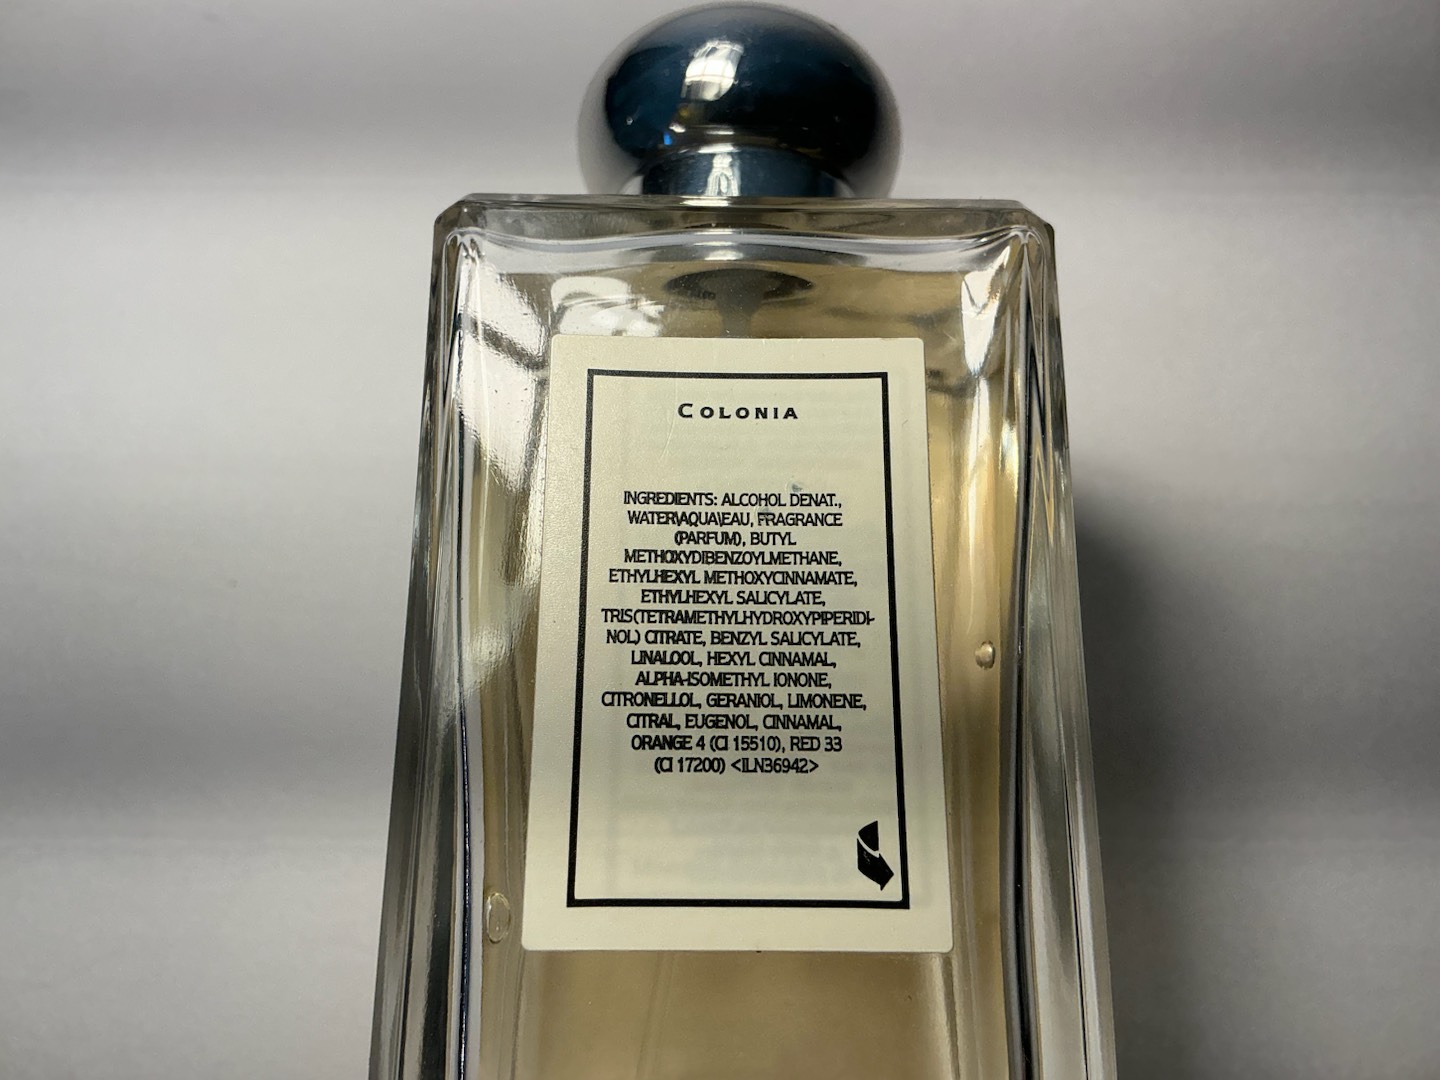 COLONIA
INGREDIENTS: ALCOHOL DENAT.,
WATER\AQUA\EAU, FRAGRANCE
(PARFUM), BUTYL
METHOXYDIBENZOYLMETHANE,
ETHYLHEXYL METHOXYCINNAMATE,
ETHYLHEXYL SALICYLATE,
TRIS(TETRAMETHYLHYDROXYPIPERIDI-
NOL) CITRATE, BENZYL SALICYLATE,
LINALOOL, HEXYL CINNAMAL,
ALPHA-ISOMETHYL IONONE,
CITRONELLOL, GERANIOL, LIMONENE,
CITRAL, EUGENOL, CINNAMAL,
ORANGE 4 (CI 15510), RED 33
(CI 17200) <ILN36942>